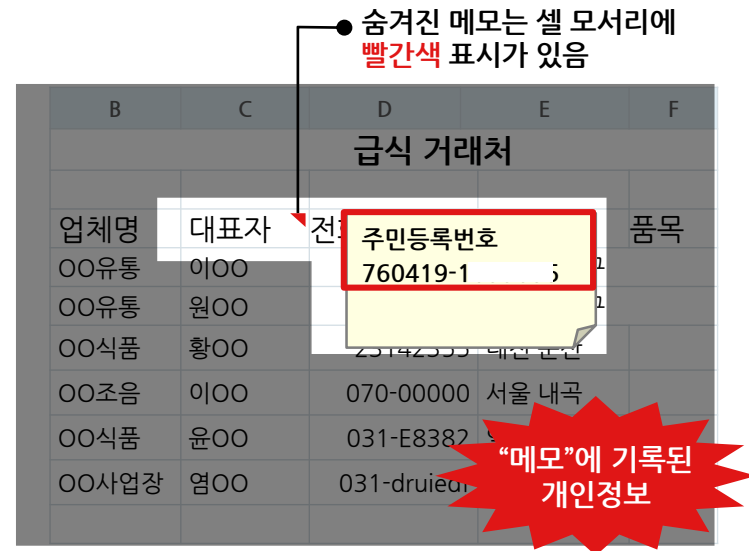 숨겨진 메모는 셀 모서리에
빨간색 표시가 있음
B C D E F
급식 거래처
업체명 대표자 품목
주민등록번호
760419-1 5
OO유통 이OO
OO유통 원OO
OO식품 황OO
OO조음 이OO 070-00000 서울 내곡
OO식품 윤OO 031-E8382
OO사업장 염OO
“메모”에 기록된
개인정보